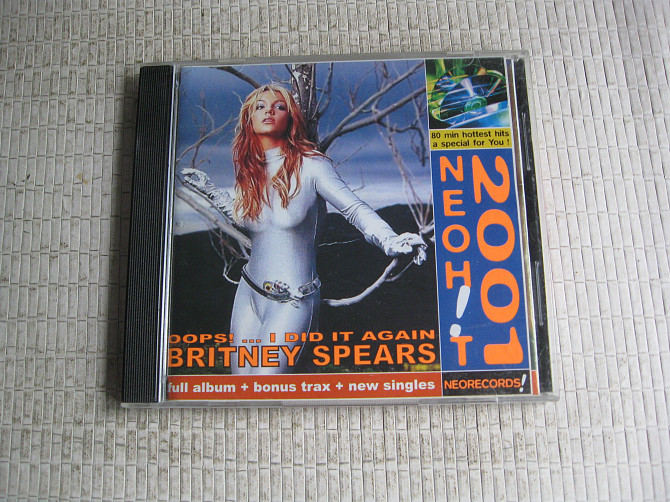 80 min hottest hits
a special for You !
NEOH!T
2001
OOPS! ... I DID IT AGAIN
BRITNEY SPEARS
full album + bonus trax + new singles
NEORECORDS!